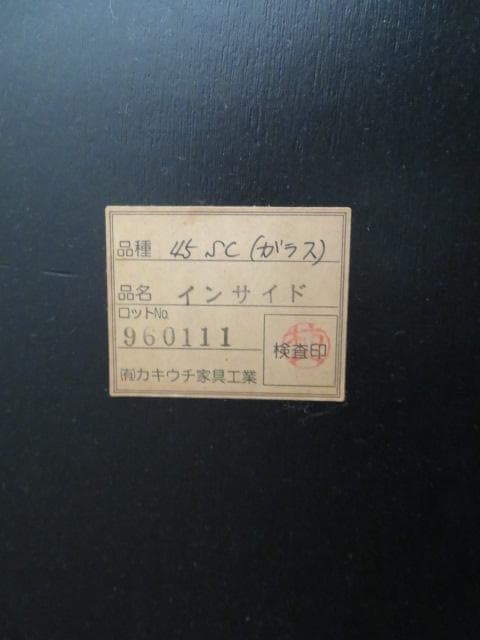 品種 45 SC (ガラス)
品名 インサイド
ロットNo.
960111
検査印
(有)カキウチ家具工業